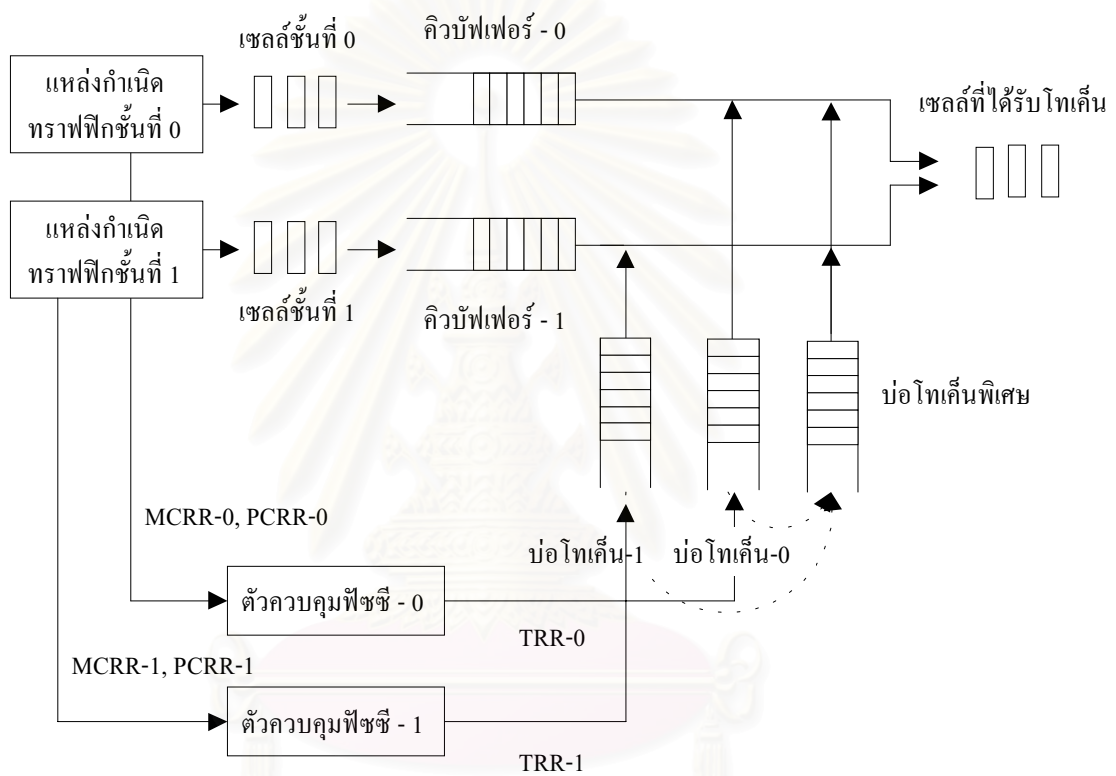 เซลล์ชั้นที่ 0
คิวบัฟเฟอร์ - 0
แหล่งกำเนิด
ทราฟฟิกชั้นที่ 0
เซลล์ที่ได้รับโทเค็น
แหล่งกำเนิด
ทราฟฟิกชั้นที่ 1
เซลล์ชั้นที่ 1
คิวบัฟเฟอร์ - 1
บ่อโทเค็นพิเศษ
MCRR-0, PCRR-0
บ่อโทเค็น-1
บ่อโทเค็น-0
ตัวควบคุมฟัซซี - 0
TRR-0
MCRR-1, PCRR-1
ตัวควบคุมฟัซซี - 1
TRR-1